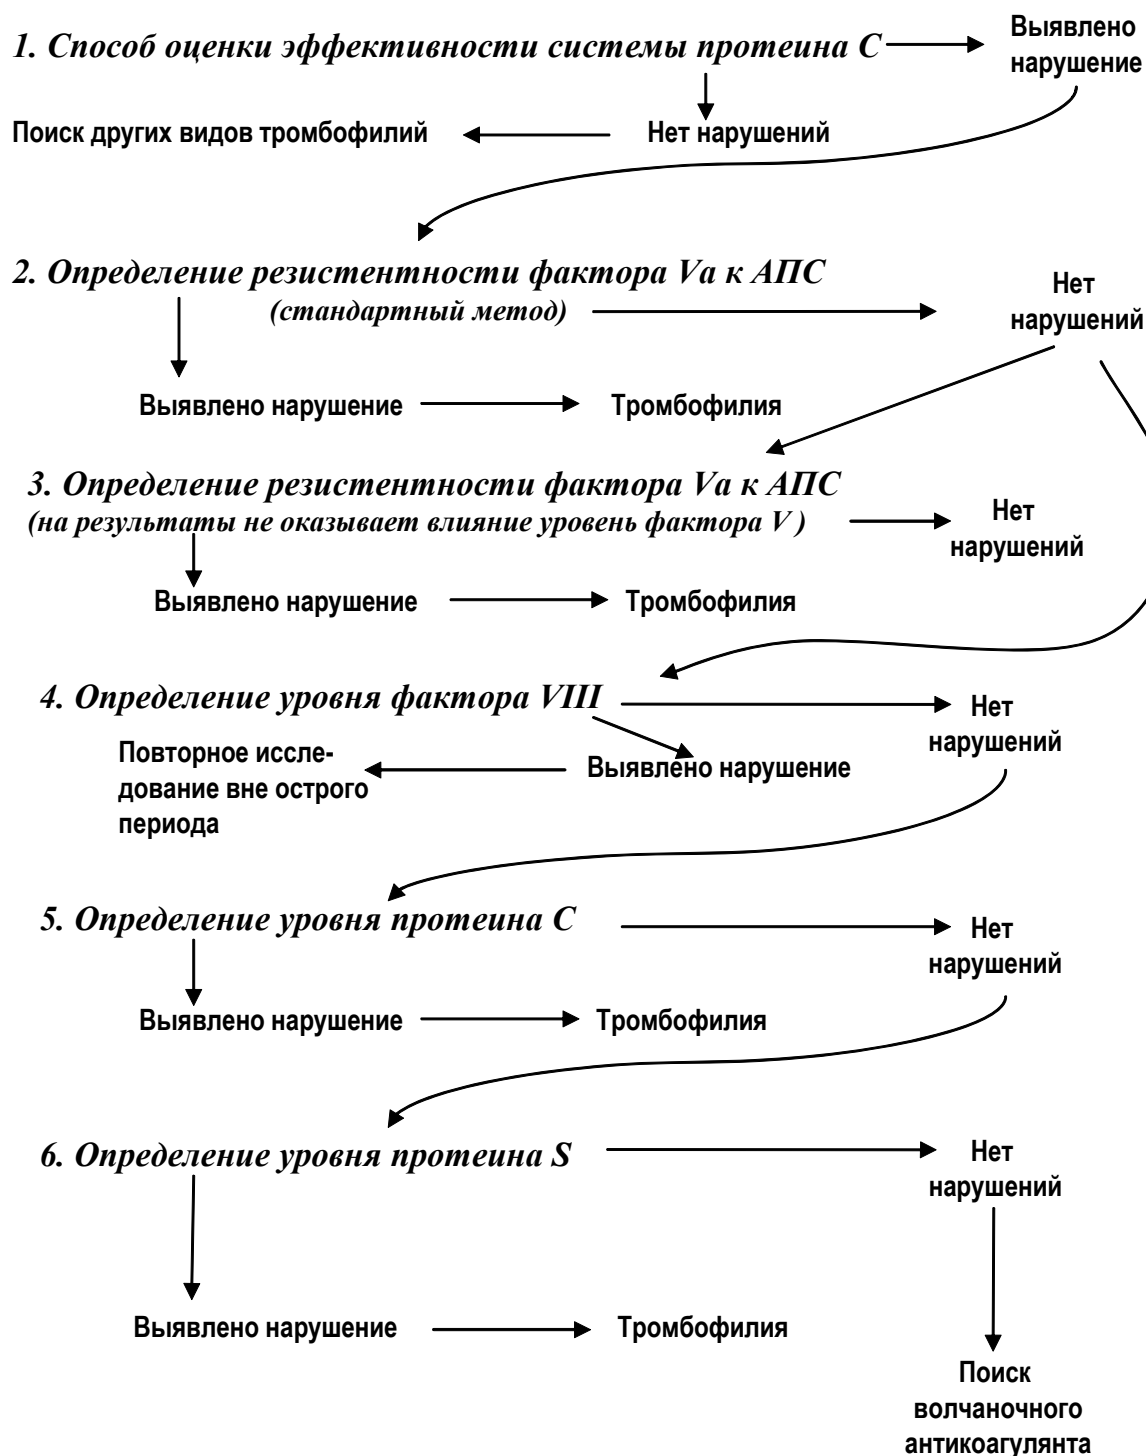 1. Способ оценки эффективности системы протеина С
Выявлено
нарушение
Поиск других видов тромбофилий
Нет нарушений
2. Определение резистентности фактора Va к АПС
(стандартный метод)
Нет
нарушений
Выявлено нарушение
Тромбофилия
3. Определение резистентности фактора Va к АПС
(на результаты не оказывает влияние уровень фактора V )
Нет
нарушений
Выявлено нарушение
Тромбофилия
4. Определение уровня фактора VIII
Нет
нарушений
Повторное иссле-
дование вне острого
периода
Выявлено нарушение
5. Определение уровня протеина С
Нет
нарушений
Выявлено нарушение
Тромбофилия
6. Определение уровня протеина S
Нет
нарушений
Выявлено нарушение
Тромбофилия
Поиск
волчаночного
антикоагулянта